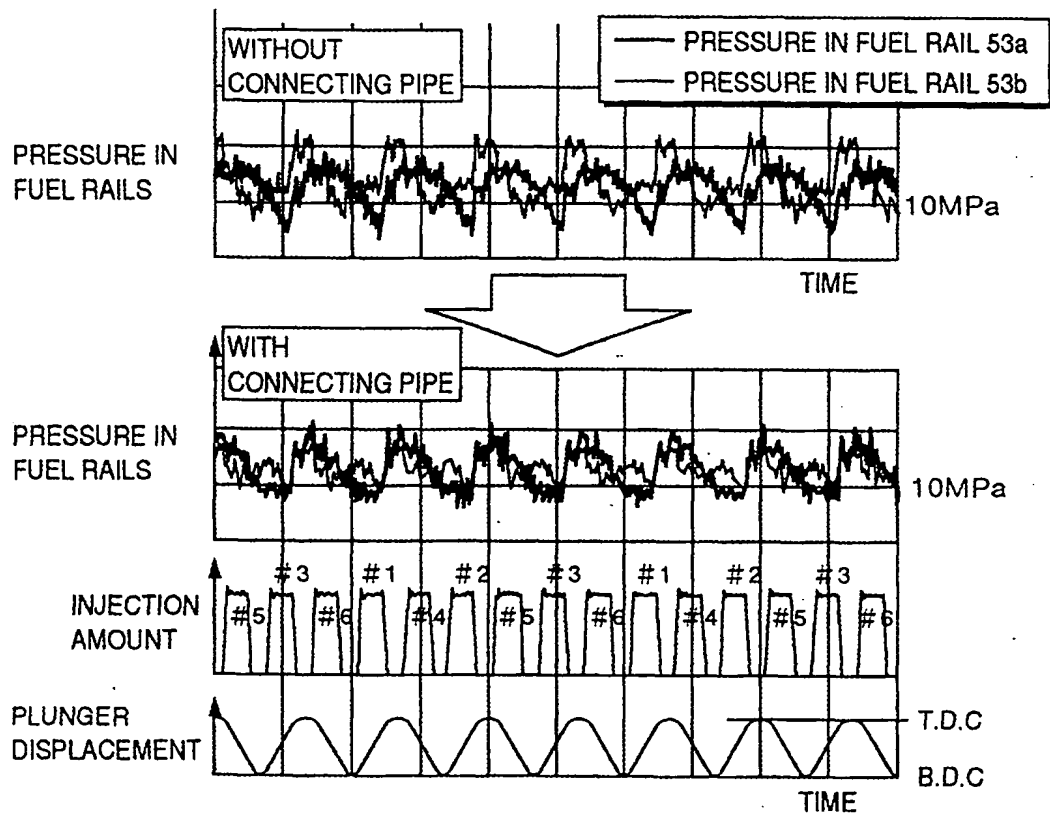 WITHOUT
CONNECTING PIPE
PRESSURE IN FUEL RAIL 53a
PRESSURE IN FUEL RAIL 53b
PRESSURE IN
FUEL RAILS
10MPa
TIME
WITH
CONNECTING PIPE
PRESSURE IN
FUEL RAILS
10MPa
#3 #1 #2 #3 #1 #2 #3
INJECTION
AMOUNT
#5 #6 #4 #5 #6 #4 #5 #6
PLUNGER
DISPLACEMENT
T.D.C
B.D.C
TIME